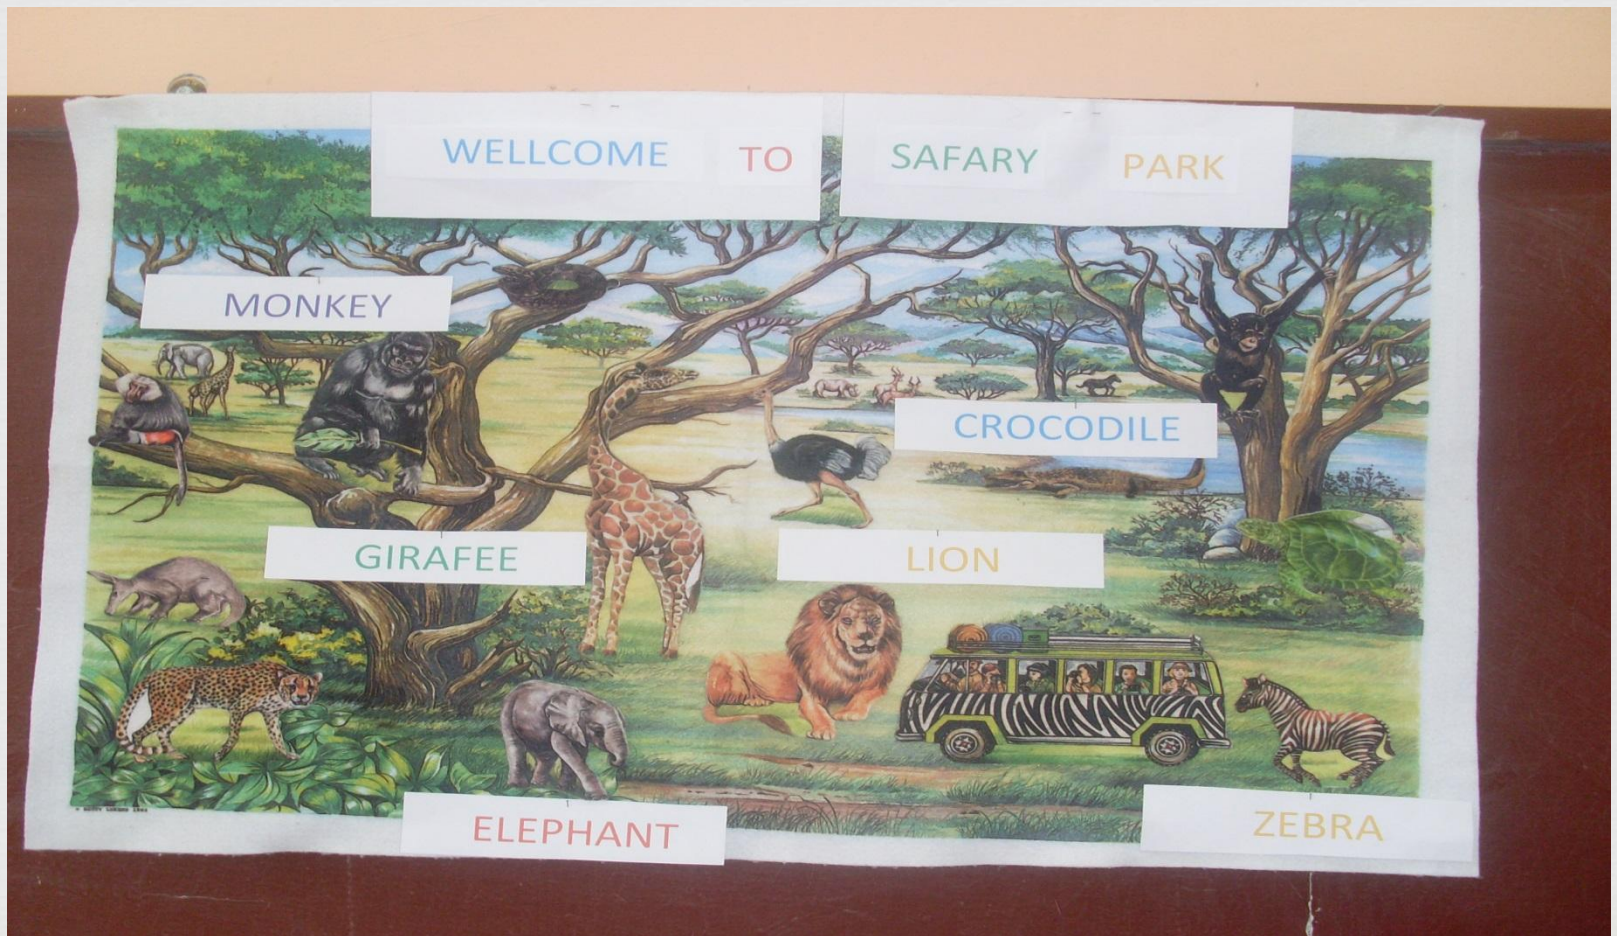 WELLCOME TO SAFARY PARK
MONKEY
CROCODILE
GIRAFEE
LION
ELEPHANT
ZEBRA